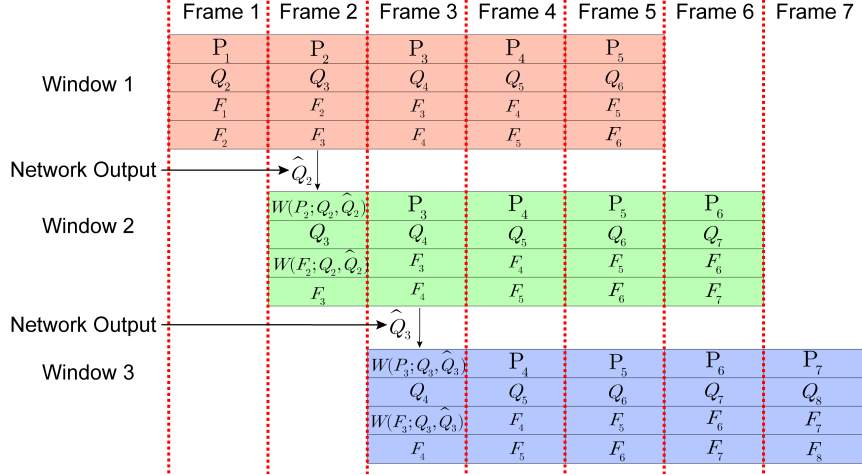 Frame 1 Frame 2 Frame 3 Frame 4 Frame 5 Frame 6 Frame 7
P₁ P₂ P₃ P₄ P₅
Window 1
Q₂ Q₃ Q₄ Q₅ Q₆
F₁ F₂ F₃ F₄ F₅
F₂ F₃ F₄ F₅ F₆
Network Output Q̂₂
W(P₂;Q₂,Q̂₂) P₃ P₄ P₅ P₆
Window 2
Q₃ Q₄ Q₅ Q₆ Q₇
W(F₂;Q₂,Q̂₂) F₃ F₄ F₅ F₆
F₃ F₄ F₅ F₆ F₇
Network Output Q̂₃
W(P₃;Q₃,Q̂₃) P₄ P₅ P₆ P₇
Window 3
Q₄ Q₅ Q₆ Q₇ Q₈
W(F₃;Q₃,Q̂₃) F₄ F₅ F₆ F₇
F₄ F₅ F₆ F₇ F₈